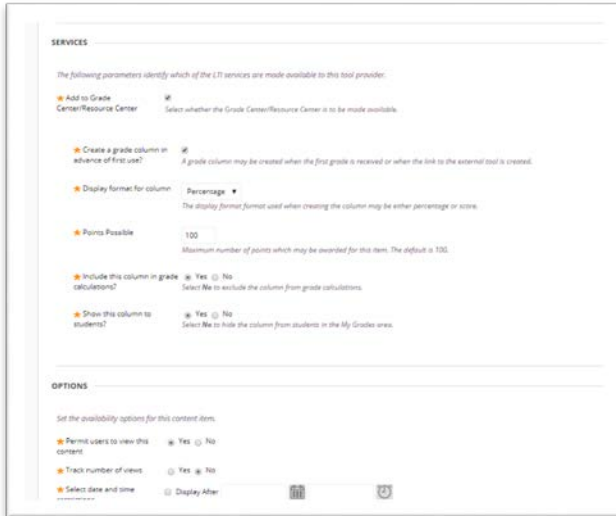 SERVICES
The following parameters identify which of the LTI services are made available to this tool provider.
Add to Grade
Center/Resource Center
Select whether the Grade Center/Resource Center is to be made available.
Create a grade column in
advance of first use?
A grade column may be created when the first grade is received or when the link to the external tool is created.
Display format for column
Percentage
The display format format used when creating the column may be either percentage or score.
Points Possible
100
Maximum number of points which may be awarded for this item. The default is 100.
Include this column in grade
calculations?
Yes No
Select No to exclude the column from grade calculations.
Show this column to
students?
Yes No
Select No to hide the column from students in the My Grades area.
OPTIONS
Set the availability options for this content item.
Permit users to view this
content
Yes No
Track number of views
Yes No
Select date and time
Display After